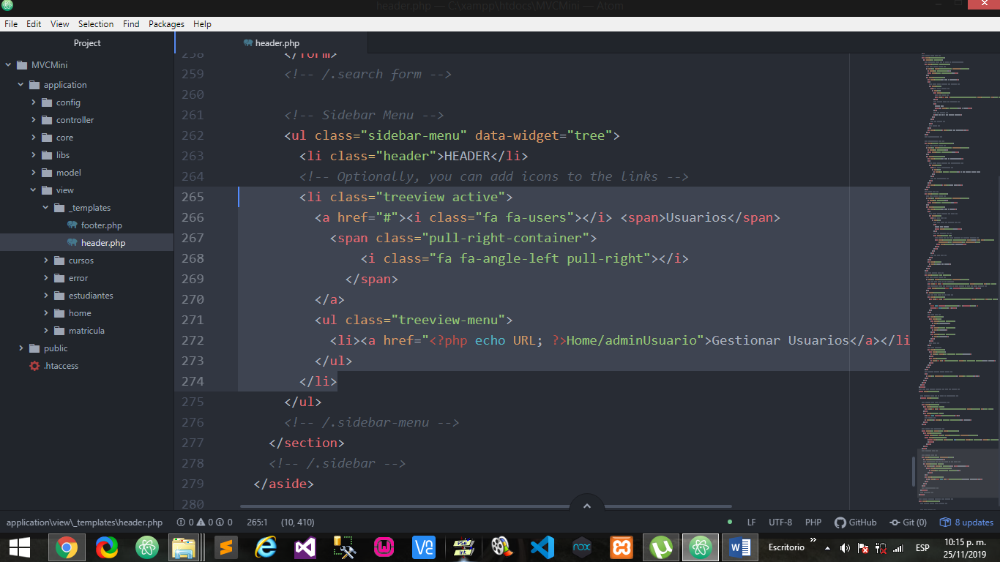 header.php — C:\xampp\htdocs\MVCMini — Atom
File Edit View Selection Find Packages Help
Project
header.php
MVCMini
application
config
controller
core
libs
model
view
_templates
footer.php
header.php
cursos
error
estudiantes
home
matricula
public
.htaccess
258 </form>
259 <!-- /.search form -->
260
261 <!-- Sidebar Menu -->
262 <ul class="sidebar-menu" data-widget="tree">
263 <li class="header">HEADER</li>
264 <!-- Optionally, you can add icons to the links -->
265 <li class="treeview active">
266 <a href="#"><i class="fa fa-users"></i> <span>Usuarios</span>
267 <span class="pull-right-container">
268 <i class="fa fa-angle-left pull-right"></i>
269 </span>
270 </a>
271 <ul class="treeview-menu">
272 <li><a href="<?php echo URL; ?>Home/adminUsuario">Gestionar Usuarios</a></li
273 </ul>
274 </li>
275 </ul>
276 <!-- /.sidebar-menu -->
277 </section>
278 <!-- /.sidebar -->
279 </aside>
280
application\view\_templates\header.php 0 0 0 265:1 (10, 410) LF UTF-8 PHP GitHub Git (0) 8 updates
Escritorio » ESP 10:15 p. m.
25/11/2019